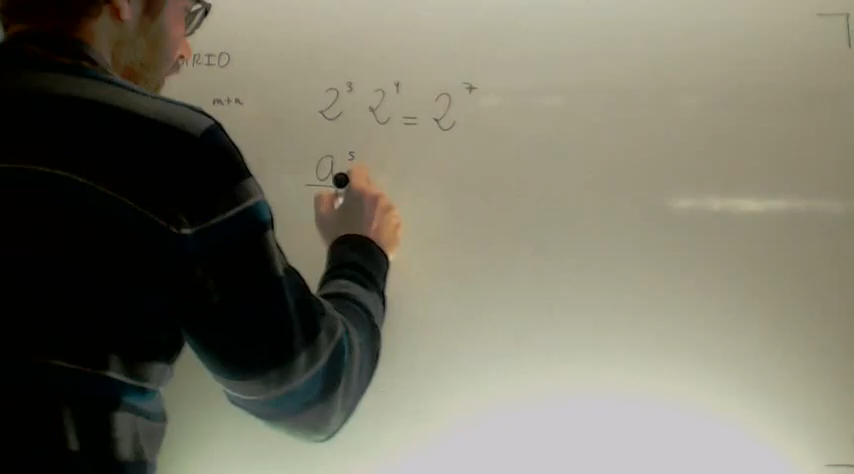 RIO
m+n
2³ 2⁴ = 2⁷
a⁵